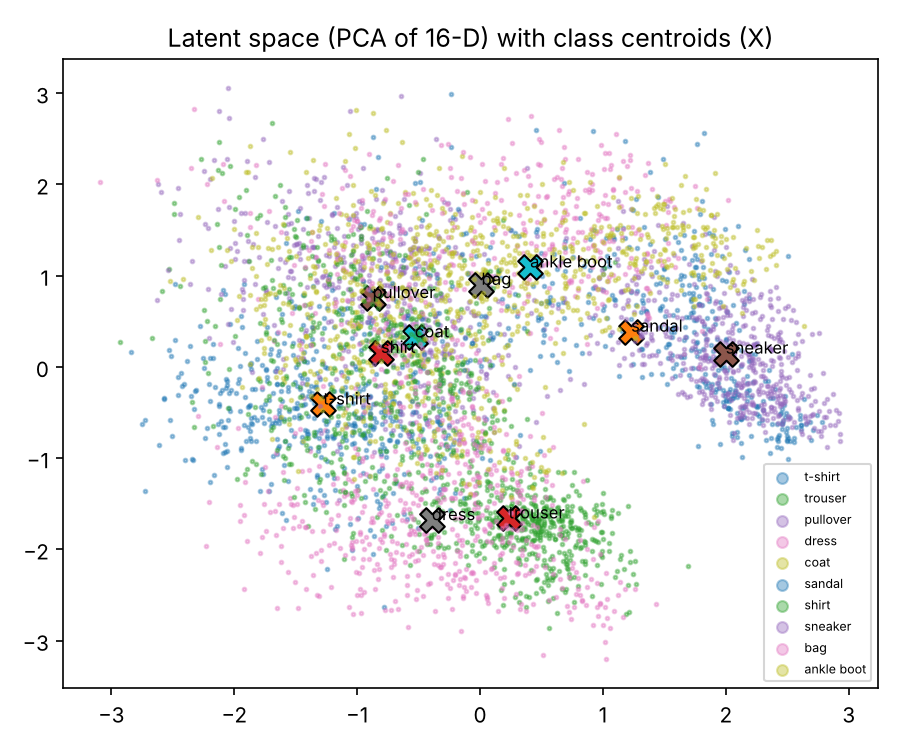 Latent space (PCA of 16-D) with class centroids (X)
3
2
1
0
−1
−2
−3
ankle boot
bag
pullover
coat
sandal
shirt
sneaker
t-shirt
dress
trouser
t-shirt
trouser
pullover
dress
coat
sandal
shirt
sneaker
bag
ankle boot
−3
−2
−1
0
1
2
3